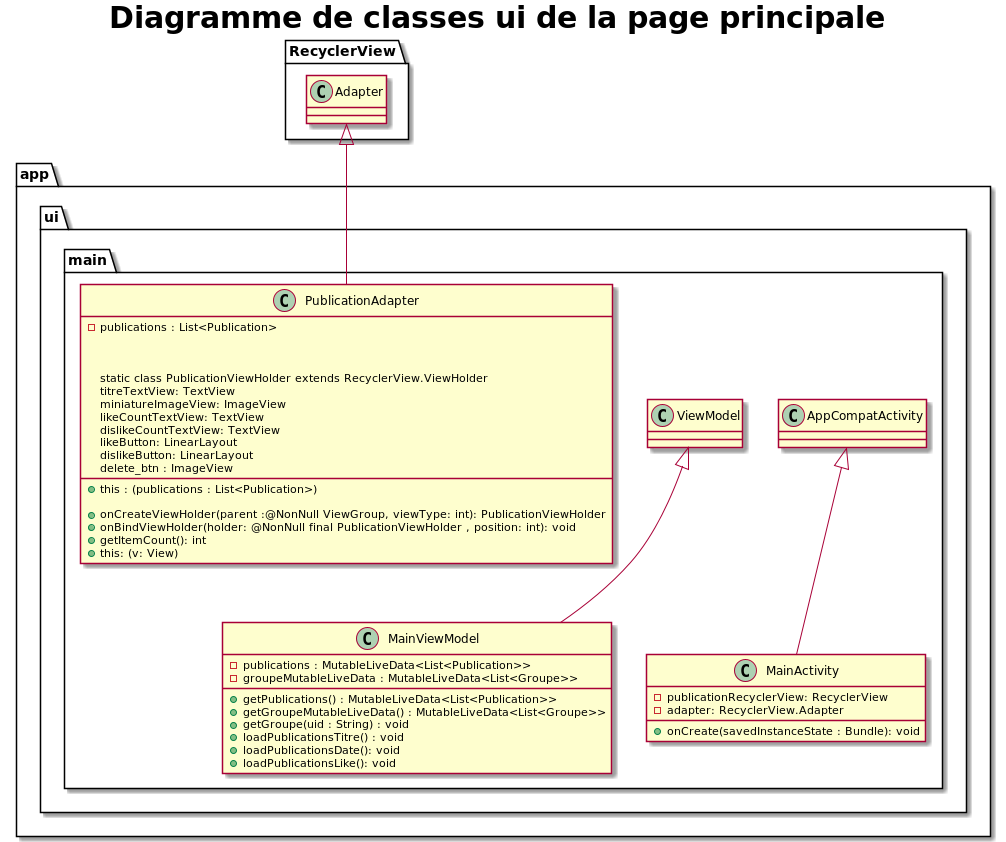 Diagramme de classes ui de la page principale
RecyclerView
C Adapter
app
ui
main
C PublicationAdapter
publications : List<Publication>
static class PublicationViewHolder extends RecyclerView.ViewHolder
titreTextView: TextView
miniatureImageView: ImageView
likeCountTextView: TextView
dislikeCountTextView: TextView
likeButton: LinearLayout
dislikeButton: LinearLayout
delete_btn : ImageView
this : (publications : List<Publication>)
onCreateViewHolder(parent :@NonNull ViewGroup, viewType: int): PublicationViewHolder
onBindViewHolder(holder: @NonNull final PublicationViewHolder , position: int): void
getItemCount(): int
this: (v: View)
C ViewModel
C AppCompatActivity
C MainViewModel
publications : MutableLiveData<List<Publication>>
groupeMutableLiveData : MutableLiveData<List<Groupe>>
getPublications() : MutableLiveData<List<Publication>>
getGroupeMutableLiveData() : MutableLiveData<List<Groupe>>
getGroupe(uid : String) : void
loadPublicationsTitre() : void
loadPublicationsDate(): void
loadPublicationsLike(): void
C MainActivity
publicationRecyclerView: RecyclerView
adapter: RecyclerView.Adapter
onCreate(savedInstanceState : Bundle): void